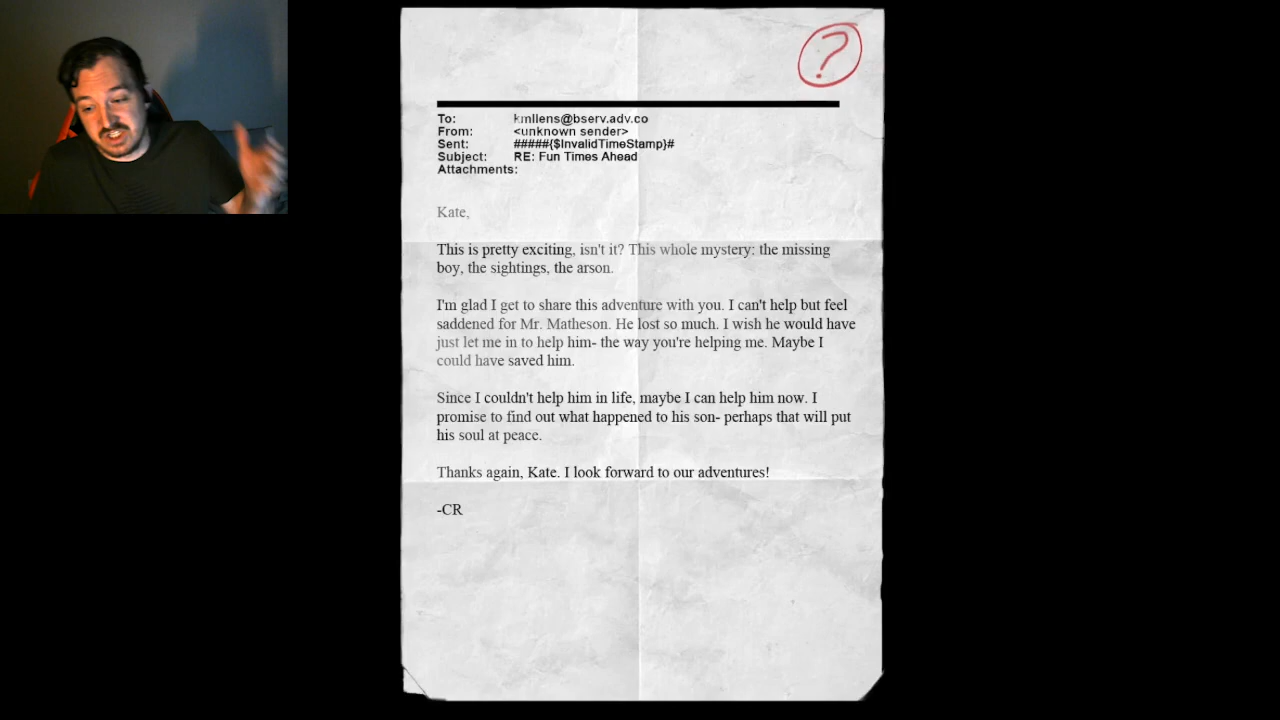 ?
To: kmllens@bserv.adv.co
From: <unknown sender>
Sent: #####{$InvalidTimeStamp}#
Subject: RE: Fun Times Ahead
Attachments:
Kate,
This is pretty exciting, isn't it? This whole mystery: the missing
boy, the sightings, the arson.
I'm glad I get to share this adventure with you. I can't help but feel
saddened for Mr. Matheson. He lost so much. I wish he would have
just let me in to help him- the way you're helping me. Maybe I
could have saved him.
Since I couldn't help him in life, maybe I can help him now. I
promise to find out what happened to his son- perhaps that will put
his soul at peace.
Thanks again, Kate. I look forward to our adventures!
-CR